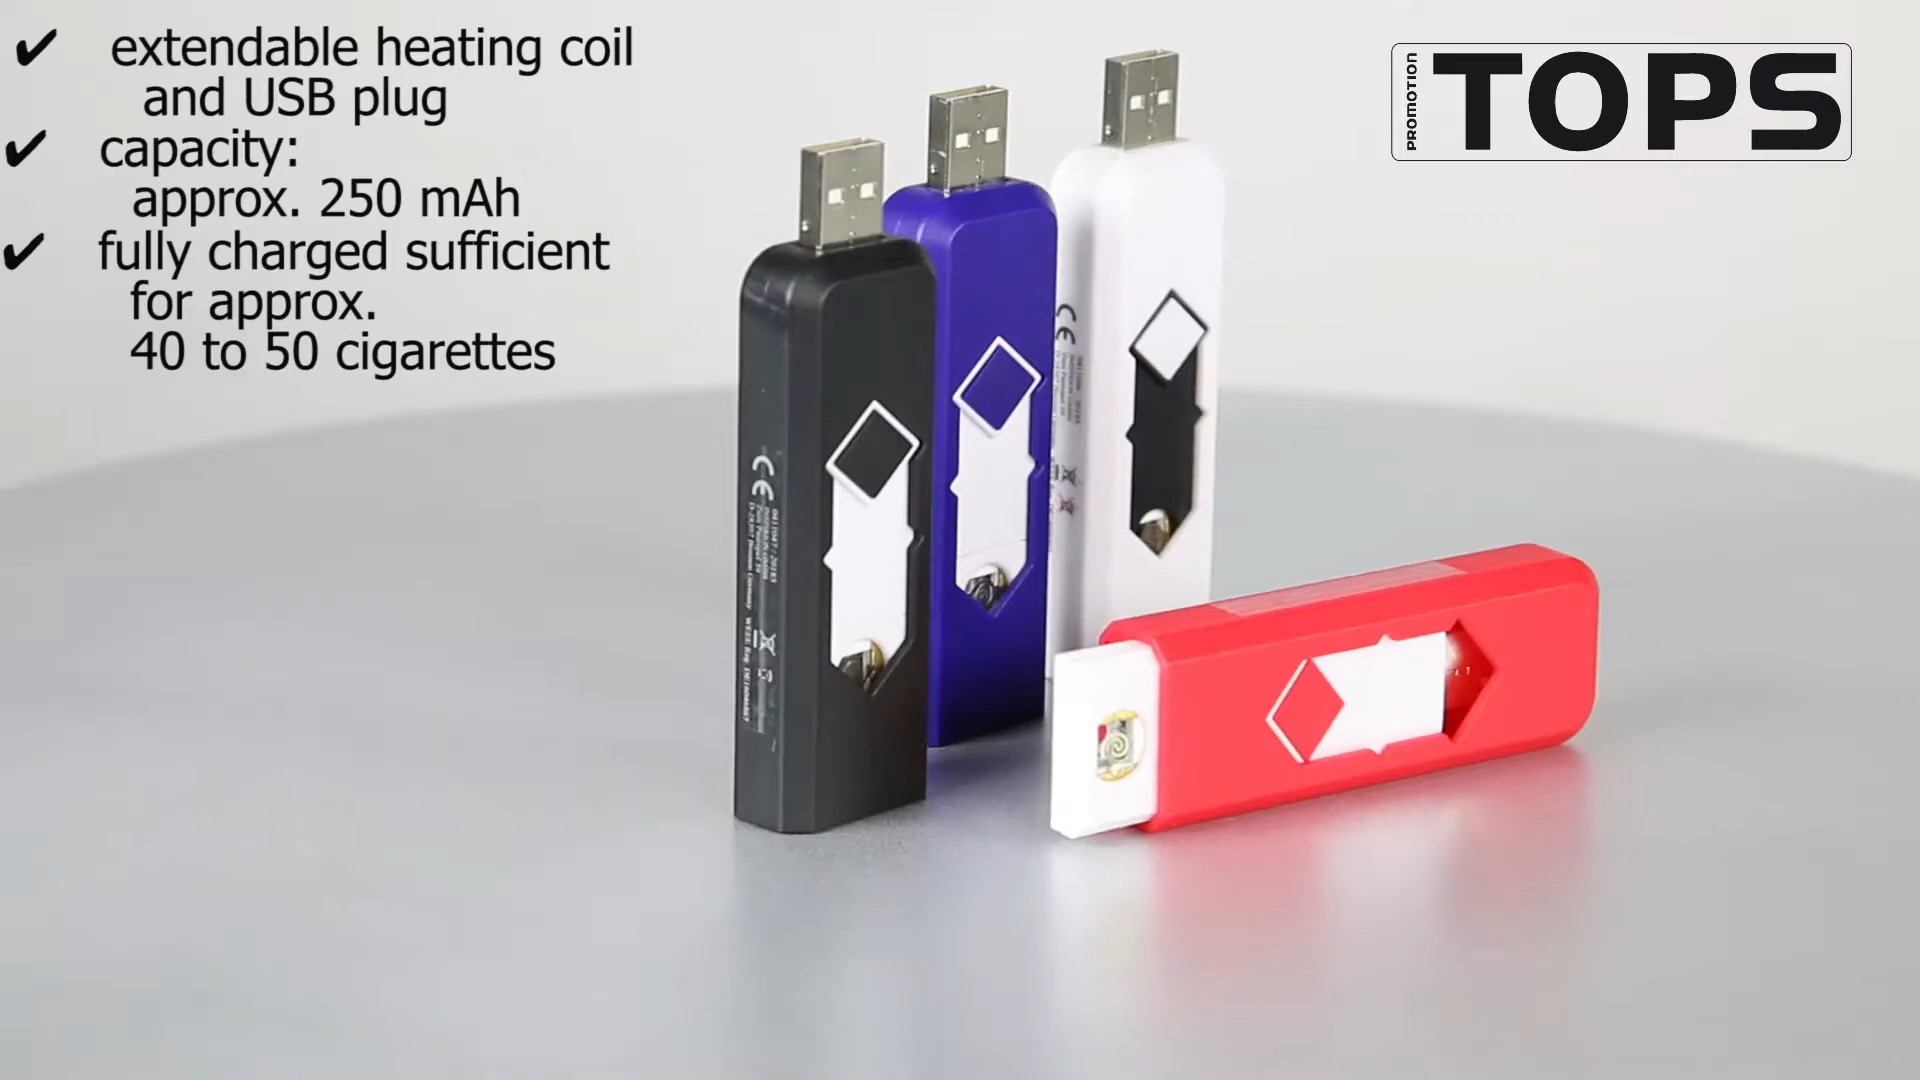 ✔ extendable heating coil
and USB plug
✔ capacity:
approx. 250 mAh
✔ fully charged sufficient
for approx.
40 to 50 cigarettes
PROMOTION
TOPS
CE
CE